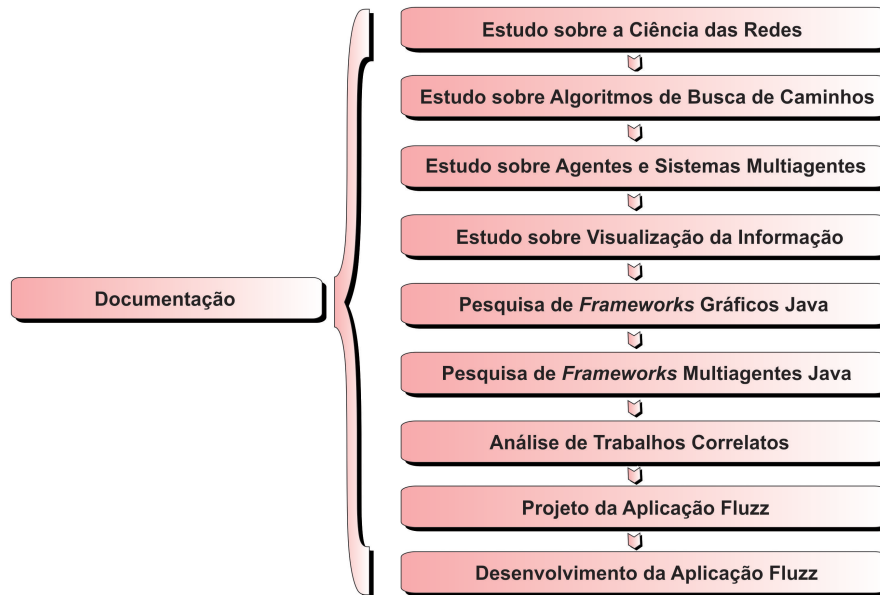 Estudo sobre a Ciência das Redes
Estudo sobre Algoritmos de Busca de Caminhos
Estudo sobre Agentes e Sistemas Multiagentes
Estudo sobre Visualização da Informação
Documentação
Pesquisa de Frameworks Gráficos Java
Pesquisa de Frameworks Multiagentes Java
Análise de Trabalhos Correlatos
Projeto da Aplicação Fluzz
Desenvolvimento da Aplicação Fluzz